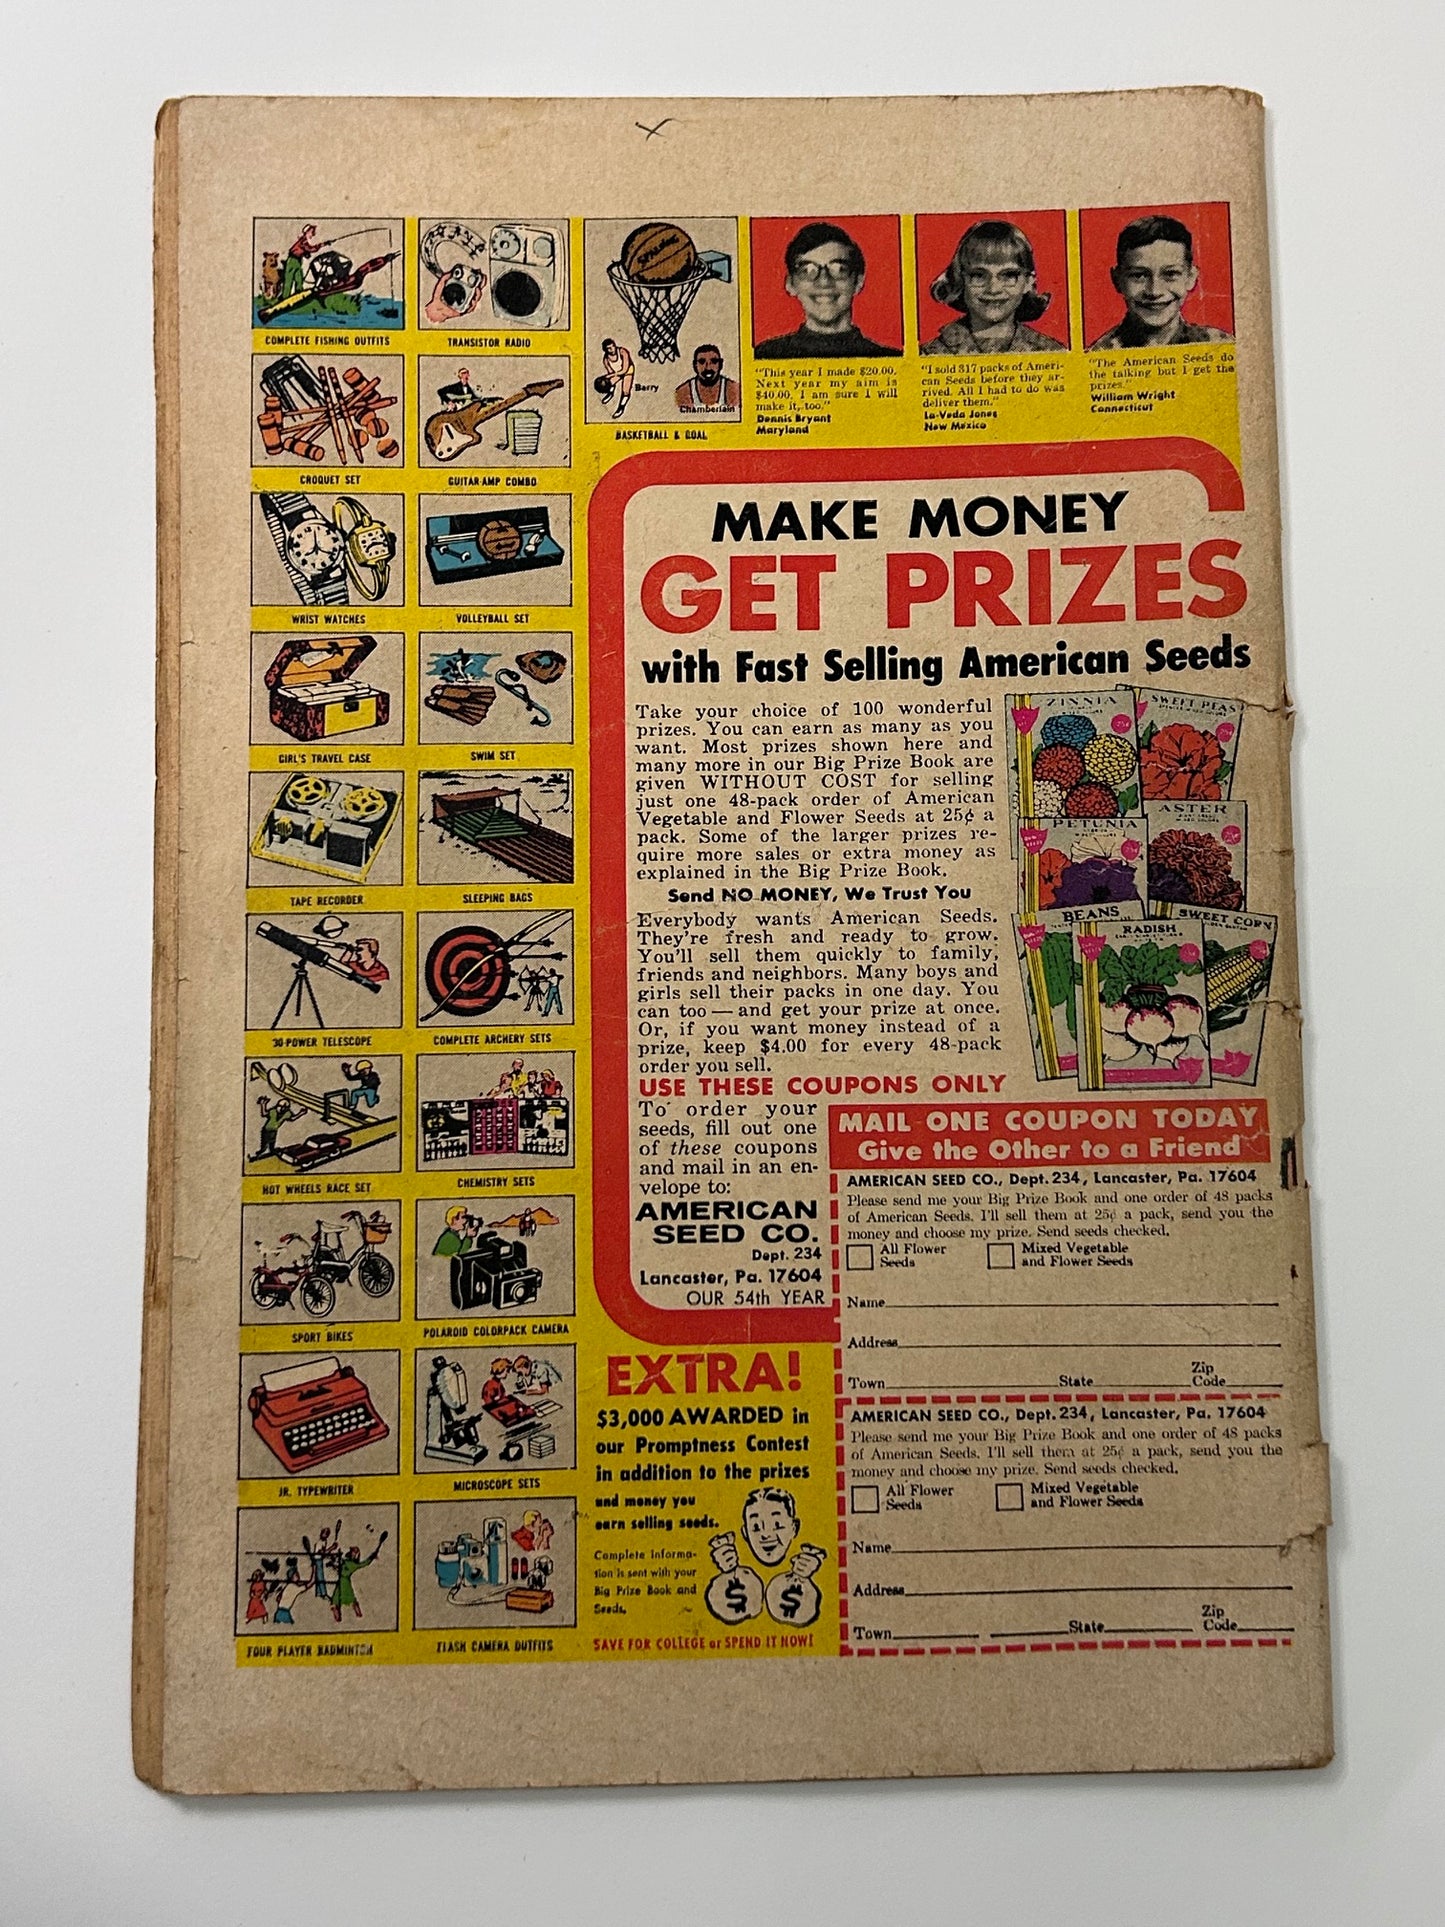 COMPLETE FISHING OUTFITS
TRANSISTOR RADIO
SPALDING
Barry
Chamberlain
BASKETBALL & GOAL
CROQUET SET
GUITAR-AMP COMBO
WRIST WATCHES
VOLLEYBALL SET
GIRL'S TRAVEL CASE
SWIM SET
TAPE RECORDER
SLEEPING BAGS
30-POWER TELESCOPE
COMPLETE ARCHERY SETS
HOT WHEELS RACE SET
CHEMISTRY SETS
SPORT BIKES
POLAROID COLORPACK CAMERA
JR. TYPEWRITER
MICROSCOPE SETS
FOUR PLAYER BADMINTON
FLASH CAMERA OUTFITS
"This year I made $20.00.
Next year my aim is
$40.00. I am sure I will
make it, too."
Dennis Bryant
Maryland
"I sold 317 packs of Ameri-
can Seeds before they ar-
rived. All I had to do was
deliver them."
La-Veda Jones
New Mexico
"The American Seeds do
the talking but I get the
prizes."
William Wright
Connecticut
MAKE MONEY
GET PRIZES
with Fast Selling American Seeds
Take your choice of 100 wonderful
prizes. You can earn as many as you
want. Most prizes shown here and
many more in our Big Prize Book are
given WITHOUT COST for selling
just one 48-pack order of American
Vegetable and Flower Seeds at 25¢ a
pack. Some of the larger prizes re-
quire more sales or extra money as
explained in the Big Prize Book.
Send NO MONEY, We Trust You
Everybody wants American Seeds.
They're fresh and ready to grow.
You'll sell them quickly to family,
friends and neighbors. Many boys and
girls sell their packs in one day. You
can too — and get your prize at once.
Or, if you want money instead of a
prize, keep $4.00 for every 48-pack
order you sell.
ZINNIA
SWEET PEAS
PETUNIA
ASTER
BEANS
RADISH
SWEET CORN
USE THESE COUPONS ONLY
To order your
seeds, fill out one
of these coupons
and mail in an en-
velope to:
AMERICAN
SEED CO.
Dept. 234
Lancaster, Pa. 17604
OUR 54th YEAR
MAIL ONE COUPON TODAY
Give the Other to a Friend
AMERICAN SEED CO., Dept. 234, Lancaster, Pa. 17604
Please send me your Big Prize Book and one order of 48 packs
of American Seeds. I'll sell them at 25¢ a pack, send you the
money and choose my prize. Send seeds checked.
All Flower Seeds
Mixed Vegetable and Flower Seeds
Name
Address
Town State Zip Code
AMERICAN SEED CO., Dept. 234, Lancaster, Pa. 17604
Please send me your Big Prize Book and one order of 48 packs
of American Seeds. I'll sell them at 25¢ a pack, send you the
money and choose my prize. Send seeds checked.
All Flower Seeds
Mixed Vegetable and Flower Seeds
Name
Address
Town State Zip Code
EXTRA!
$3,000 AWARDED in
our Promptness Contest
in addition to the prizes
and money you
earn selling seeds.
Complete informa-
tion is sent with your
Big Prize Book and
Seeds.
$ $
SAVE FOR COLLEGE or SPEND IT NOW!